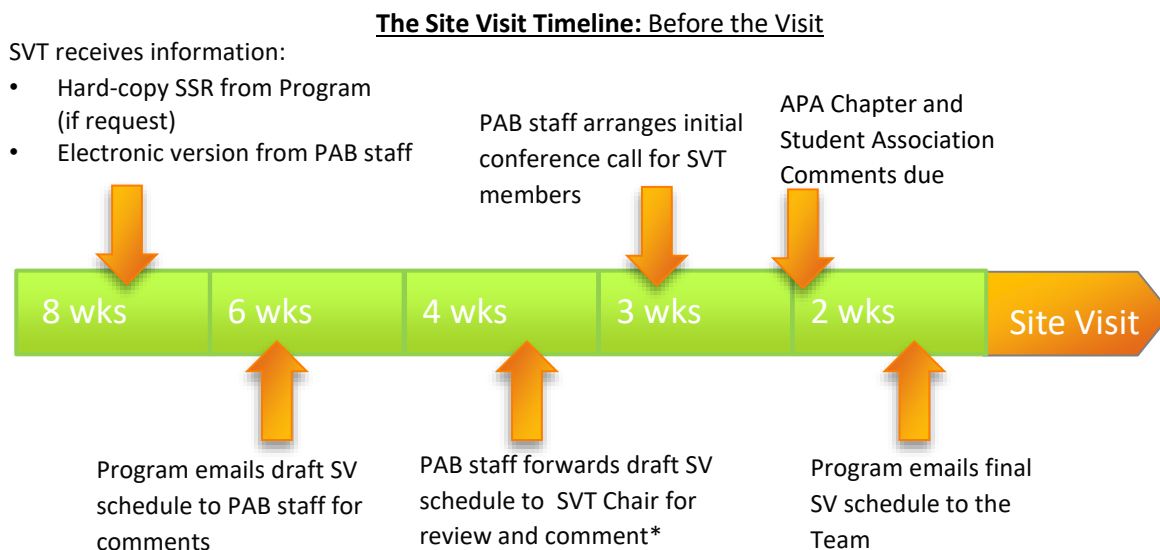 The Site Visit Timeline: Before the Visit
SVT receives information:
• Hard-copy SSR from Program
(if request)
• Electronic version from PAB staff
PAB staff arranges initial
conference call for SVT
members
APA Chapter and
Student Association
Comments due
8 wks
6 wks
4 wks
3 wks
2 wks
Site Visit
Program emails draft SV
schedule to PAB staff for
comments
PAB staff forwards draft SV
schedule to SVT Chair for
review and comment*
Program emails final
SV schedule to the
Team